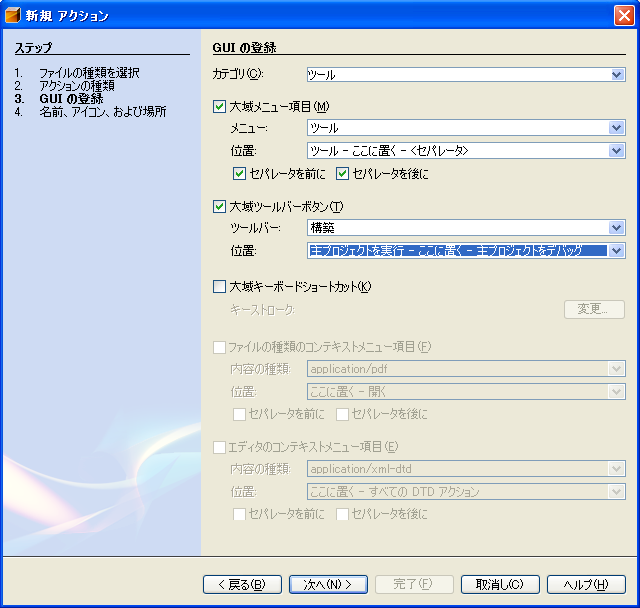 新規 アクション
ステップ
1. ファイルの種類を選択
2. アクションの種類
3. GUI の登録
4. 名前、アイコン、および場所
GUI の登録
カテゴリ(C): ツール
大域メニュー項目(M)
メニュー: ツール
位置: ツール - ここに置く - <セパレータ>
セパレータを前に セパレータを後に
大域ツールバーボタン(T)
ツールバー: 構築
位置: 主プロジェクトを実行 - ここに置く - 主プロジェクトをデバッグ
大域キーボードショートカット(K)
キーストローク: 変更...
ファイルの種類のコンテキストメニュー項目(F)
内容の種類: application/pdf
位置: ここに置く - 開く
セパレータを前に セパレータを後に
エディタのコンテキストメニュー項目(E)
内容の種類: application/xml-dtd
位置: ここに置く - すべての DTD アクション
セパレータを前に セパレータを後に
< 戻る(B) 次へ(N) > 完了(F) 取消し(C) ヘルプ(H)